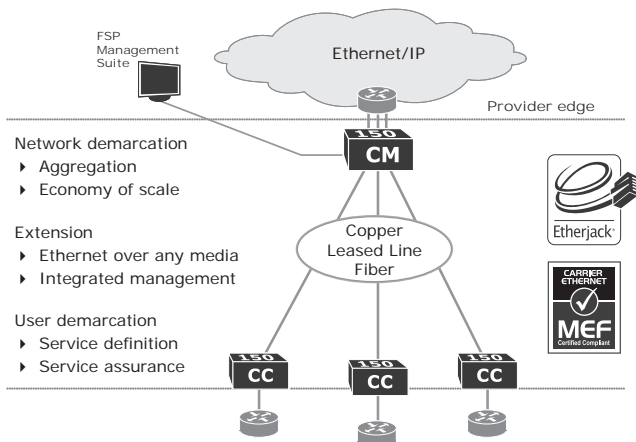 FSP
Management
Suite
Ethernet/IP
Provider edge
150
CM
Network demarcation
Aggregation
Economy of scale
Extension
Ethernet over any media
Integrated management
Copper
Leased Line
Fiber
Etherjack
CARRIER
ETHERNET
MEF
Certified Compliant
User demarcation
Service definition
Service assurance
150
CC
150
CC
150
CC